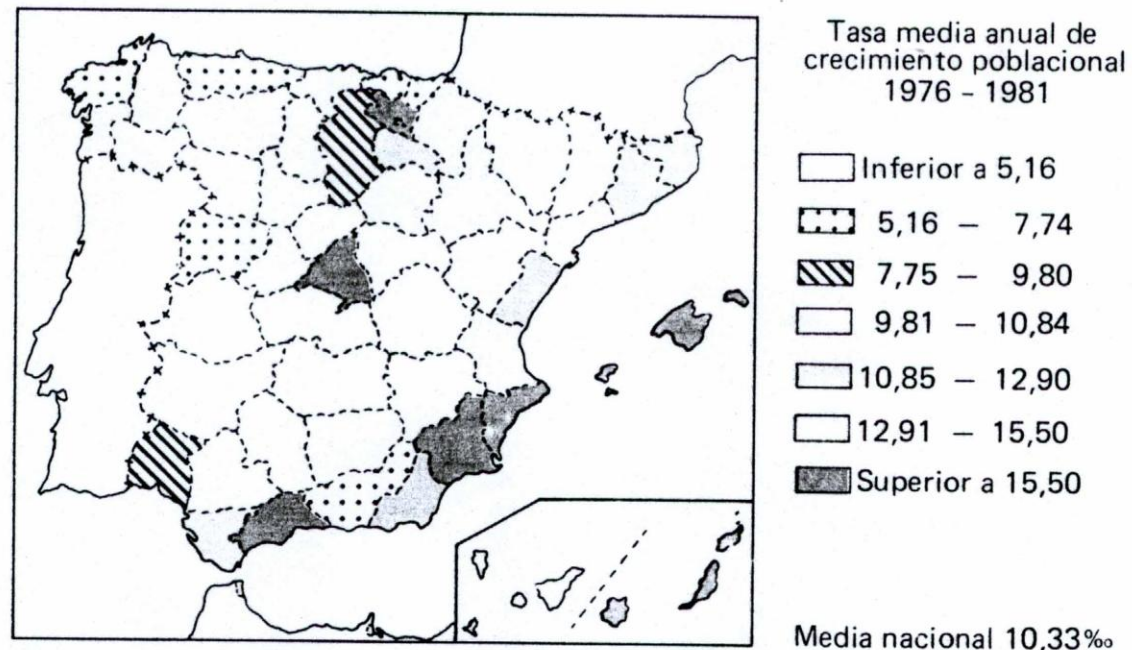 Tasa media anual de
crecimiento poblacional
1976 - 1981
Inferior a 5,16
5,16 — 7,74
7,75 — 9,80
9,81 — 10,84
10,85 — 12,90
12,91 — 15,50
Superior a 15,50
Media nacional 10,33‰